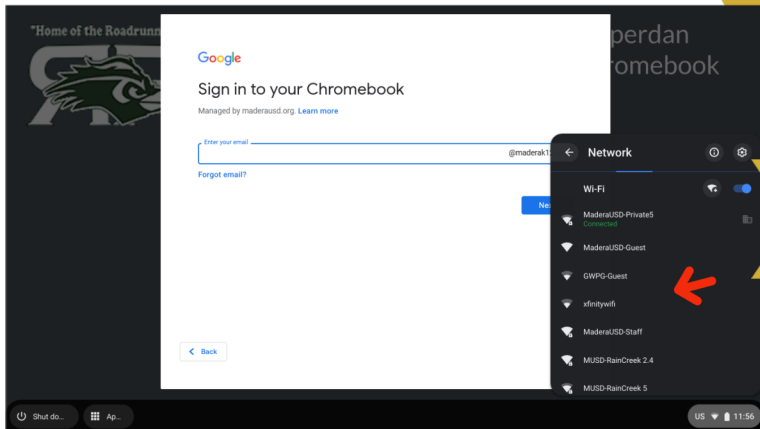 "Home of the Roadrunn
perdan
romebook
Google
Sign in to your Chromebook
Managed by maderausd.org. Learn more
Enter your email
@maderak1
Forgot email?
Ne
Back
Network
Wi-Fi
MaderaUSD-Private5
Connected
MaderaUSD-Guest
GWPG-Guest
xfinitywifi
MaderaUSD-Staff
MUSD-RainCreek 2.4
MUSD-RainCreek 5
Shut do...
Ap...
US
11:56